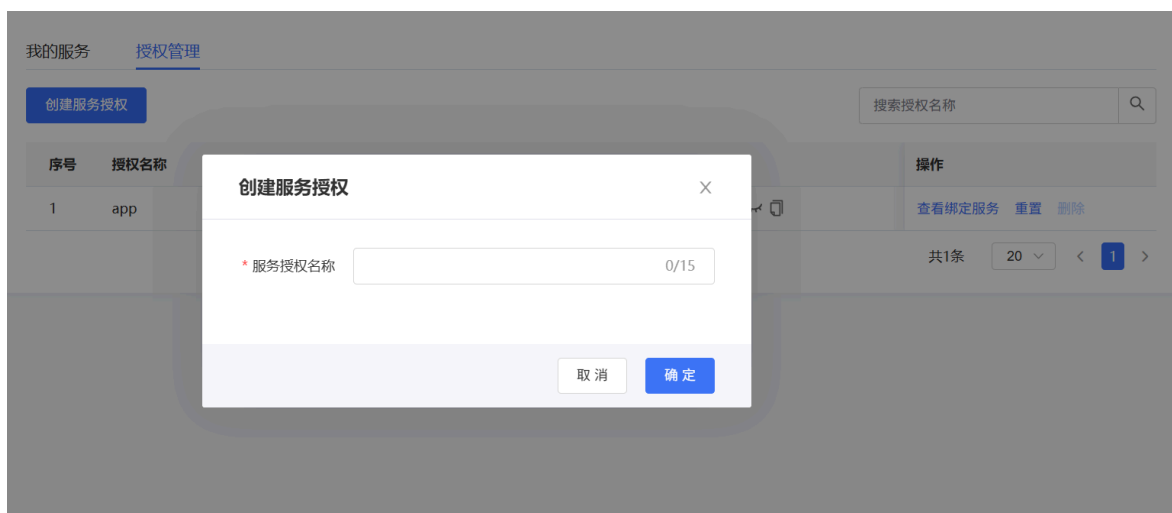 我的服务 授权管理
创建服务授权 搜索授权名称
序号 授权名称 操作
创建服务授权
1 app 查看绑定服务 重置 删除
* 服务授权名称 0/15
共1条 20 < 1 >
取 消 确 定